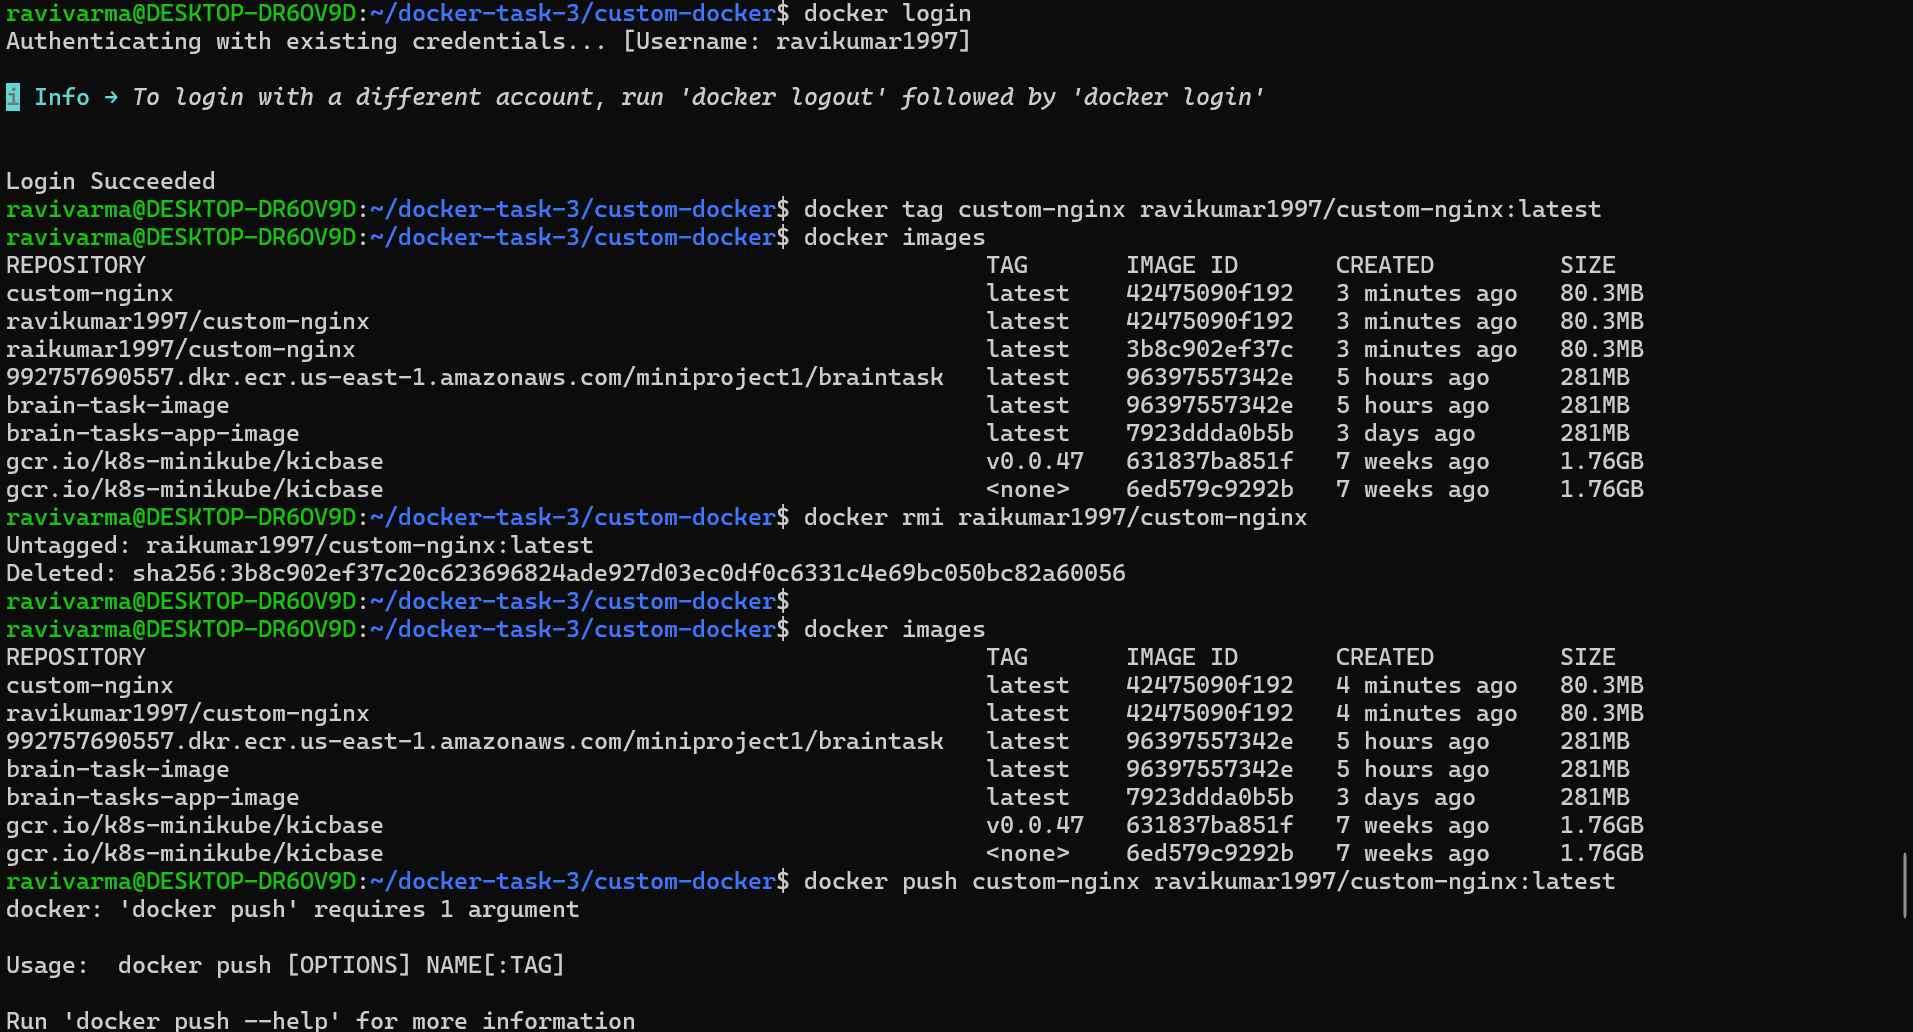 ravivarma@DESKTOP-DR6OV9D:~/docker-task-3/custom-docker$ docker login
Authenticating with existing credentials... [Username: ravikumar1997]
i Info → To login with a different account, run 'docker logout' followed by 'docker login'
Login Succeeded
ravivarma@DESKTOP-DR6OV9D:~/docker-task-3/custom-docker$ docker tag custom-nginx ravikumar1997/custom-nginx:latest
ravivarma@DESKTOP-DR6OV9D:~/docker-task-3/custom-docker$ docker images
REPOSITORY TAG IMAGE ID CREATED SIZE
custom-nginx latest 42475090f192 3 minutes ago 80.3MB
ravikumar1997/custom-nginx latest 42475090f192 3 minutes ago 80.3MB
raikumar1997/custom-nginx latest 3b8c902ef37c 3 minutes ago 80.3MB
992757690557.dkr.ecr.us-east-1.amazonaws.com/miniproject1/braintask latest 96397557342e 5 hours ago 281MB
brain-task-image latest 96397557342e 5 hours ago 281MB
brain-tasks-app-image latest 7923ddda0b5b 3 days ago 281MB
gcr.io/k8s-minikube/kicbase v0.0.47 631837ba851f 7 weeks ago 1.76GB
gcr.io/k8s-minikube/kicbase <none> 6ed579c9292b 7 weeks ago 1.76GB
ravivarma@DESKTOP-DR6OV9D:~/docker-task-3/custom-docker$ docker rmi raikumar1997/custom-nginx
Untagged: raikumar1997/custom-nginx:latest
Deleted: sha256:3b8c902ef37c20c623696824ade927d03ec0df0c6331c4e69bc050bc82a60056
ravivarma@DESKTOP-DR6OV9D:~/docker-task-3/custom-docker$
ravivarma@DESKTOP-DR6OV9D:~/docker-task-3/custom-docker$ docker images
REPOSITORY TAG IMAGE ID CREATED SIZE
custom-nginx latest 42475090f192 4 minutes ago 80.3MB
ravikumar1997/custom-nginx latest 42475090f192 4 minutes ago 80.3MB
992757690557.dkr.ecr.us-east-1.amazonaws.com/miniproject1/braintask latest 96397557342e 5 hours ago 281MB
brain-task-image latest 96397557342e 5 hours ago 281MB
brain-tasks-app-image latest 7923ddda0b5b 3 days ago 281MB
gcr.io/k8s-minikube/kicbase v0.0.47 631837ba851f 7 weeks ago 1.76GB
gcr.io/k8s-minikube/kicbase <none> 6ed579c9292b 7 weeks ago 1.76GB
ravivarma@DESKTOP-DR6OV9D:~/docker-task-3/custom-docker$ docker push custom-nginx ravikumar1997/custom-nginx:latest
docker: 'docker push' requires 1 argument
Usage:  docker push [OPTIONS] NAME[:TAG]
Run 'docker push --help' for more information